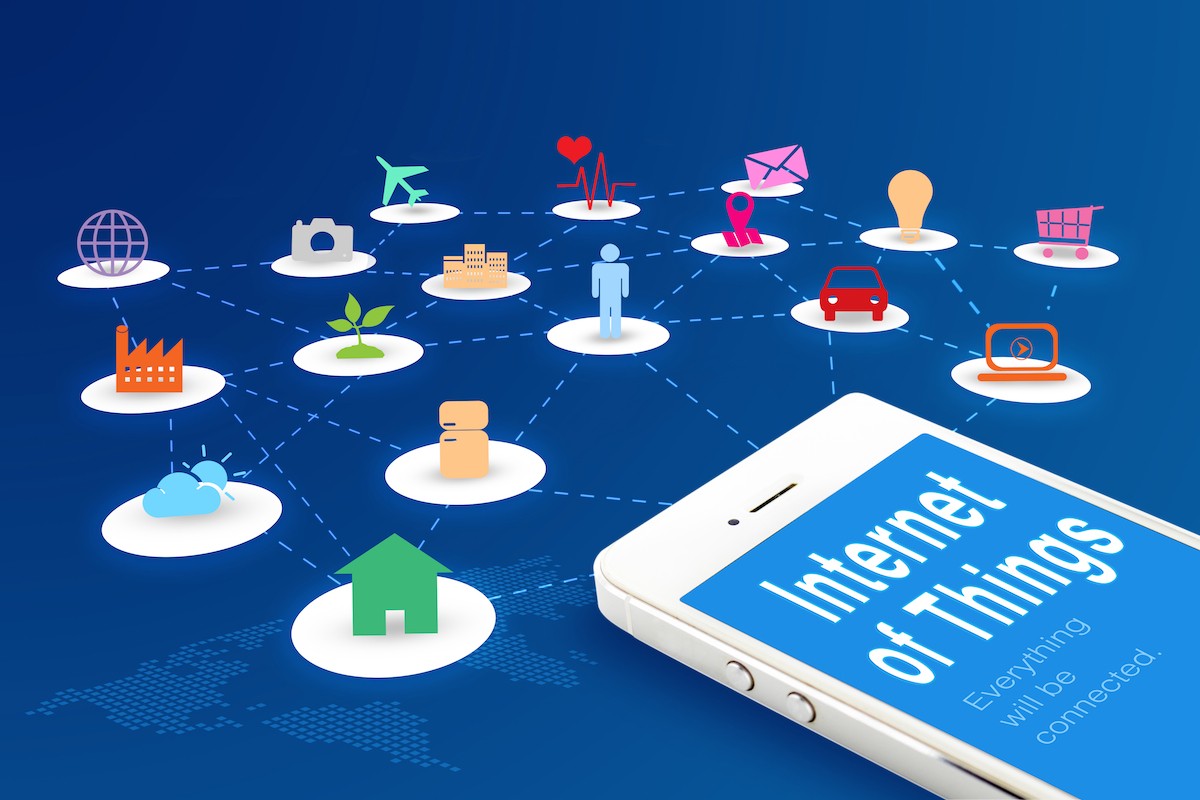 Internet
of Things
Everything
will be
connected.